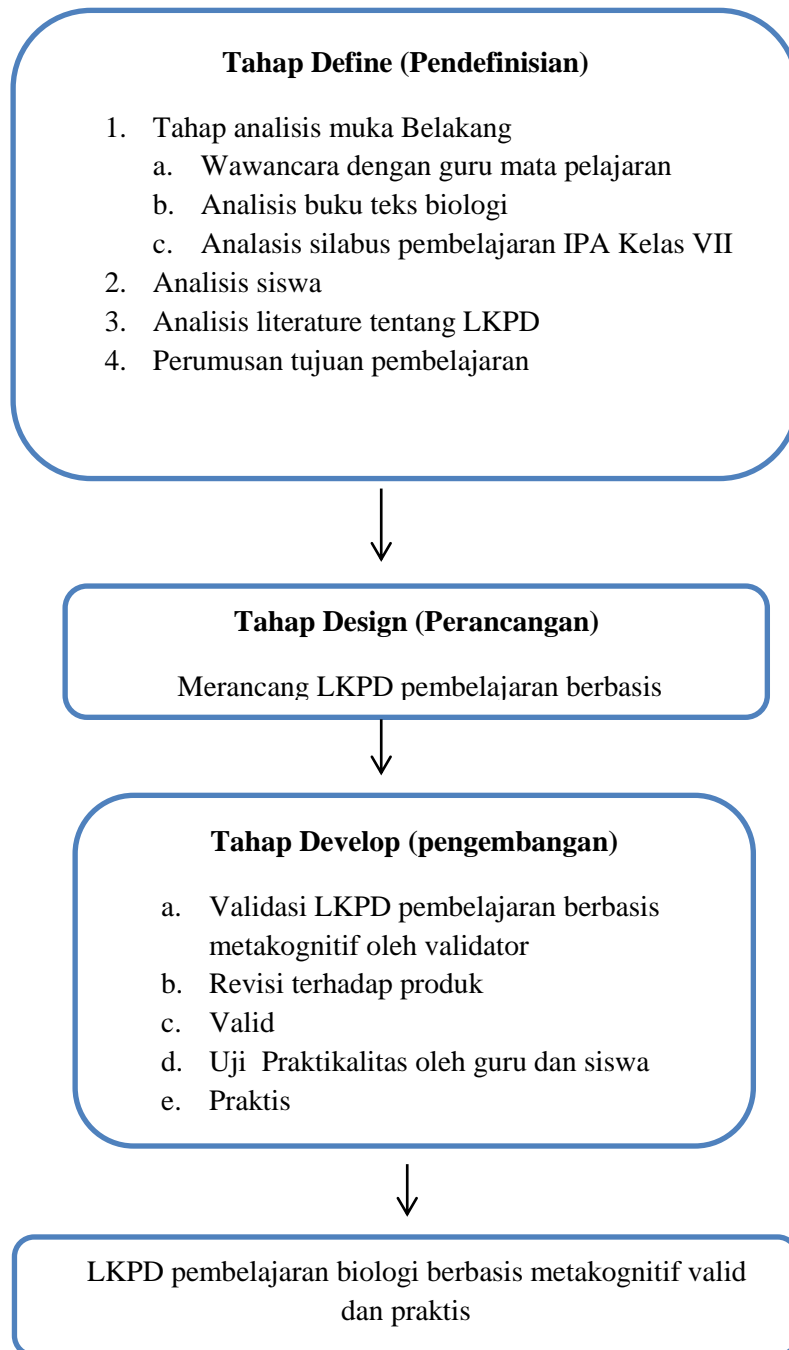 Tahap Define (Pendefinisian)
1. Tahap analisis muka Belakang
a. Wawancara dengan guru mata pelajaran
b. Analisis buku teks biologi
c. Analasis silabus pembelajaran IPA Kelas VII
2. Analisis siswa
3. Analisis literature tentang LKPD
4. Perumusan tujuan pembelajaran
Tahap Design (Perancangan)
Merancang LKPD pembelajaran berbasis
Tahap Develop (pengembangan)
a. Validasi LKPD pembelajaran berbasis
metakognitif oleh validator
b. Revisi terhadap produk
c. Valid
d. Uji Praktikalitas oleh guru dan siswa
e. Praktis
LKPD pembelajaran biologi berbasis metakognitif valid
dan praktis